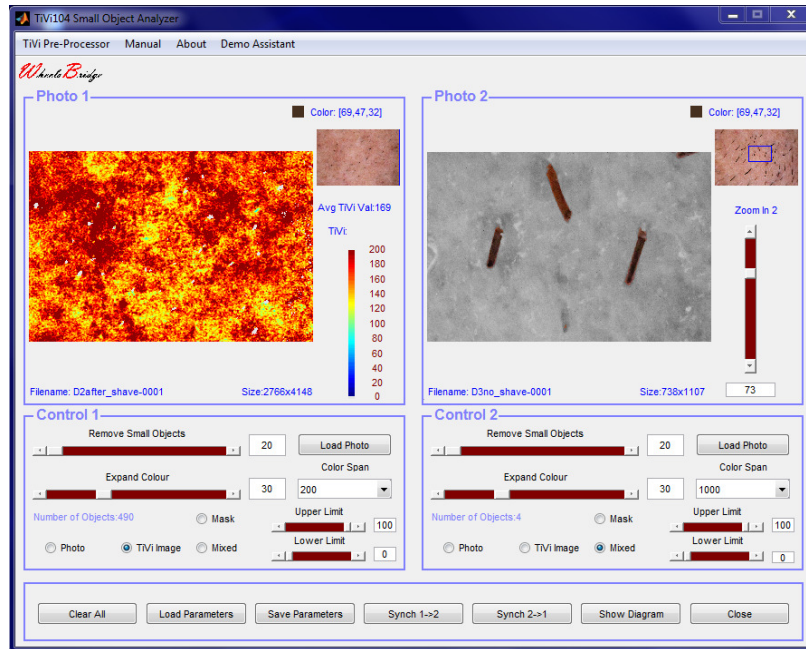 TiVi104 Small Object Analyzer
TiVi Pre-Processor Manual About Demo Assistant
WheelsBridge
Photo 1
Color: [69,47,32]
Avg TiVi Val:169
TiVi:
200
180
160
140
120
100
80
60
40
20
0
Filename: D2after_shave-0001 Size:2766x4148
Photo 2
Color: [69,47,32]
Zoom In 2
73
Filename: D3no_shave-0001 Size:738x1107
Control 1
Remove Small Objects
20 Load Photo
Expand Colour Color Span
30 200
Number of Objects:490 Mask Upper Limit
100
Photo TiVi Image Mixed Lower Limit
0
Control 2
Remove Small Objects
20 Load Photo
Expand Colour Color Span
30 1000
Number of Objects:4 Mask Upper Limit
100
Photo TiVi Image Mixed Lower Limit
0
Clear All Load Parameters Save Parameters Synch 1->2 Synch 2->1 Show Diagram Close